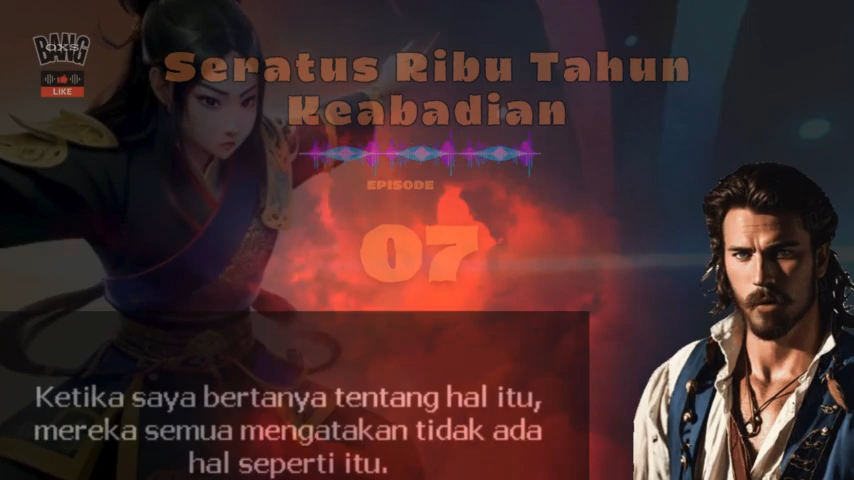 BANG
OXS
LIKE
Seratus Ribu Tahun
Keabadian
EPISODE
07
Ketika saya bertanya tentang hal itu,
mereka semua mengatakan tidak ada
hal seperti itu.